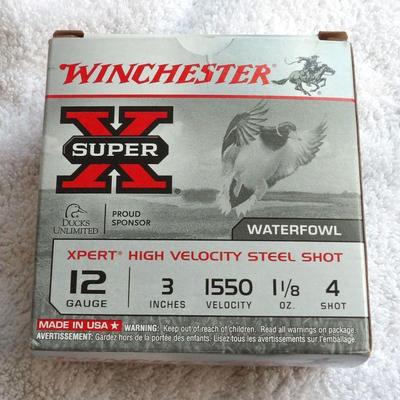 WINCHESTER
SUPER X
DUCKS UNLIMITED
PROUD SPONSOR
WATERFOWL
XPERT® HIGH VELOCITY STEEL SHOT
12 GAUGE
3 INCHES
1550 VELOCITY
1 1/8 OZ.
4 SHOT
MADE IN USA ★ WARNING: Keep out of reach of children. Read all warnings on package.
AVERTISSEMENT: Gardez hors de la portée des enfants. Lisez tous les avertissements sur l'emballage.